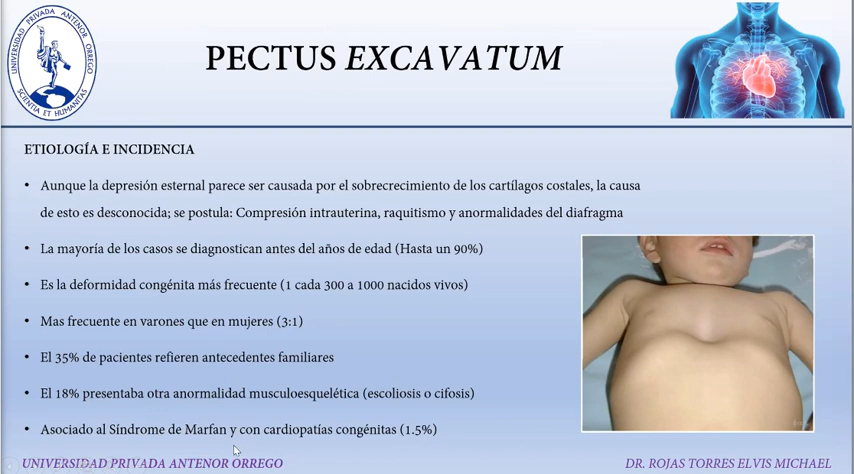 UNIVERSIDAD PRIVADA ANTENOR ORREGO
SCIENTIA ET HUMANITAS
PECTUS EXCAVATUM
ETIOLOGÍA E INCIDENCIA
• Aunque la depresión esternal parece ser causada por el sobrecrecimiento de los cartílagos costales, la causa
de esto es desconocida; se postula: Compresión intrauterina, raquitismo y anormalidades del diafragma
• La mayoría de los casos se diagnostican antes del años de edad (Hasta un 90%)
• Es la deformidad congénita más frecuente (1 cada 300 a 1000 nacidos vivos)
• Mas frecuente en varones que en mujeres (3:1)
• El 35% de pacientes refieren antecedentes familiares
• El 18% presentaba otra anormalidad musculoesquelética (escoliosis o cifosis)
• Asociado al Síndrome de Marfan y con cardiopatías congénitas (1.5%)
UNIVERSIDAD PRIVADA ANTENOR ORREGO
DR. ROJAS TORRES ELVIS MICHAEL